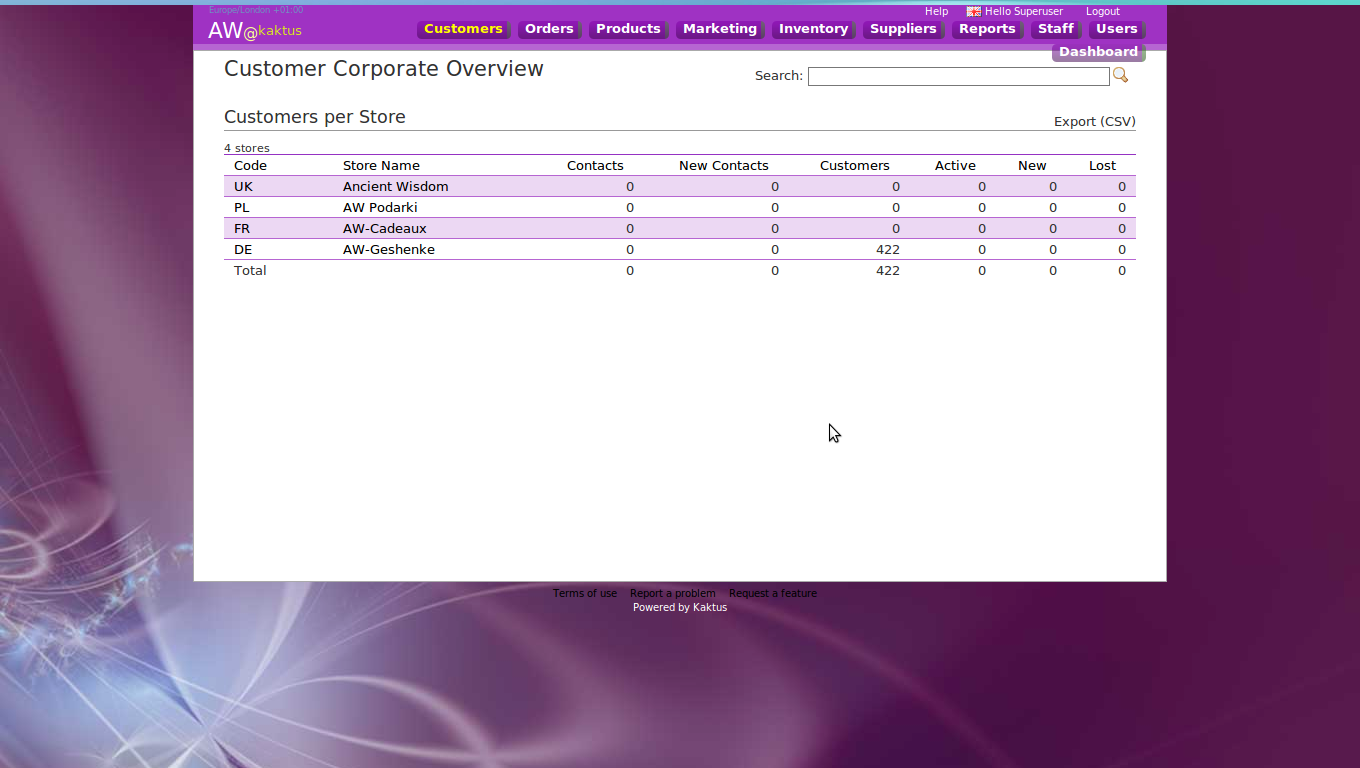 Europe/London +01:00
Help Hello Superuser Logout
AW@kaktus
Customers Orders Products Marketing Inventory Suppliers Reports Staff Users
Dashboard
Customer Corporate Overview
Search:
Customers per Store
Export (CSV)
4 stores
Code Store Name Contacts New Contacts Customers Active New Lost
UK Ancient Wisdom 0 0 0 0 0 0
PL AW Podarki 0 0 0 0 0 0
FR AW-Cadeaux 0 0 0 0 0 0
DE AW-Geshenke 0 0 422 0 0 0
Total 0 0 422 0 0 0
Terms of use Report a problem Request a feature
Powered by Kaktus